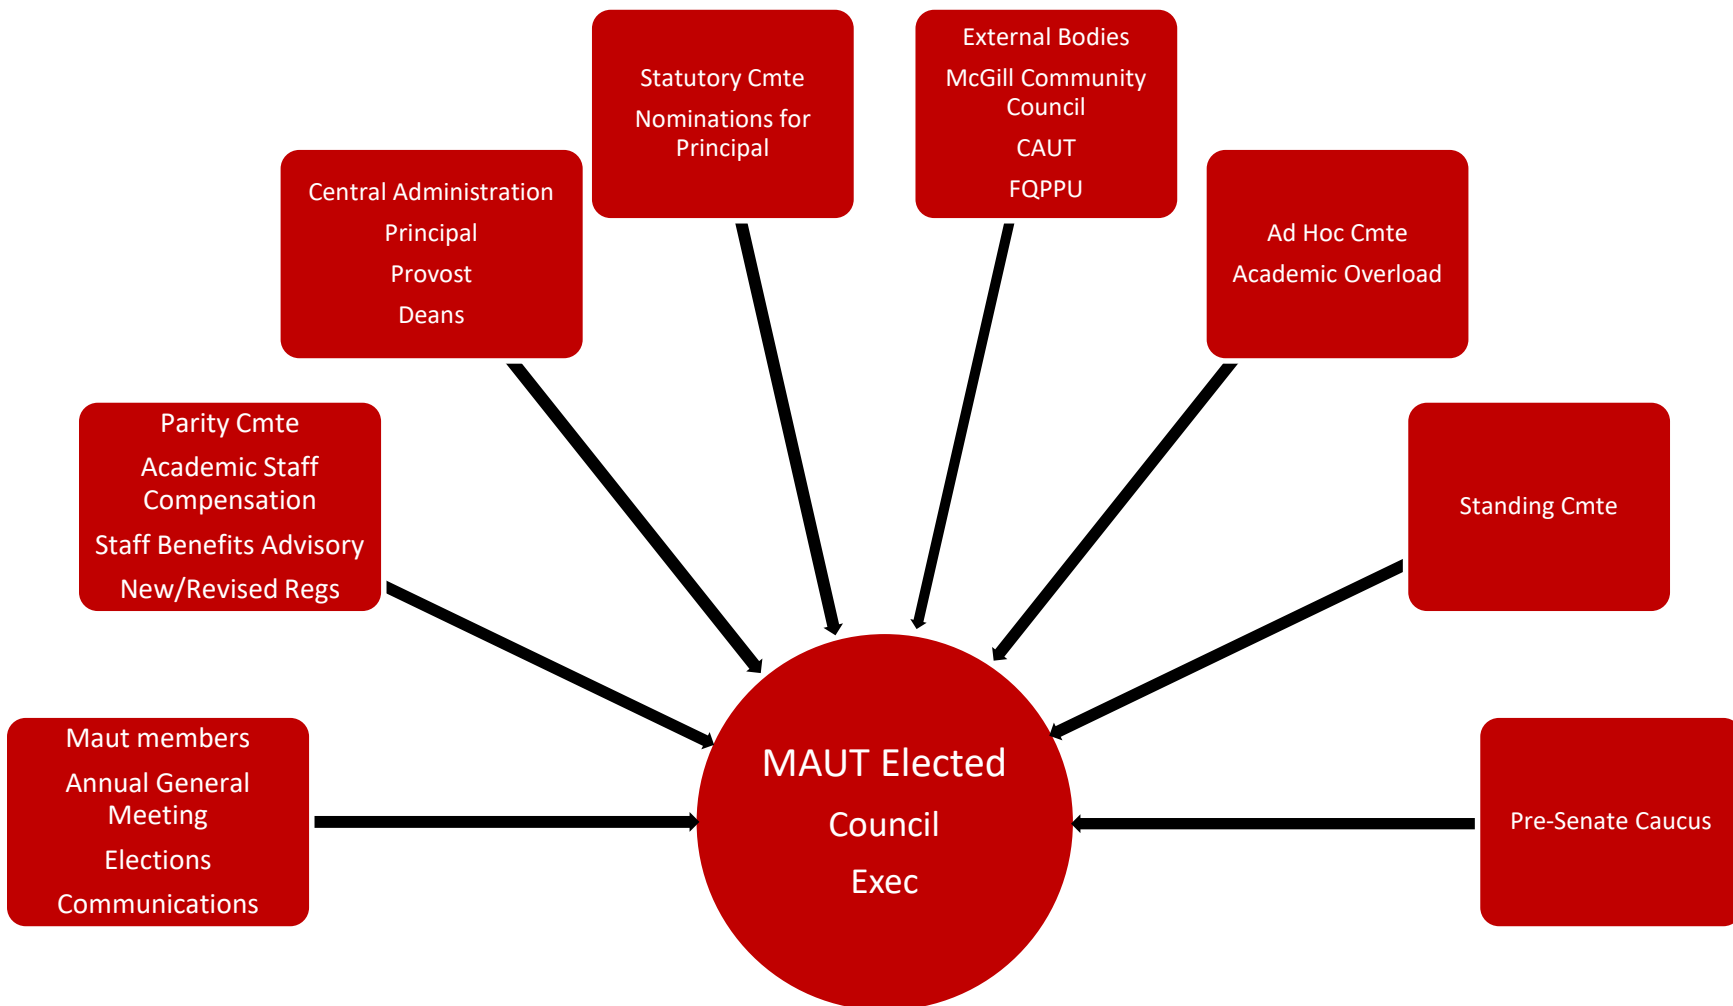 External Bodies
McGill Community
Council
CAUT
FQPPU
Statutory Cmte
Nominations for
Principal
Central Administration
Principal
Provost
Deans
Ad Hoc Cmte
Academic Overload
Parity Cmte
Academic Staff
Compensation
Staff Benefits Advisory
New/Revised Regs
Standing Cmte
Maut members
Annual General
Meeting
Elections
Communications
MAUT Elected
Council
Exec
Pre-Senate Caucus